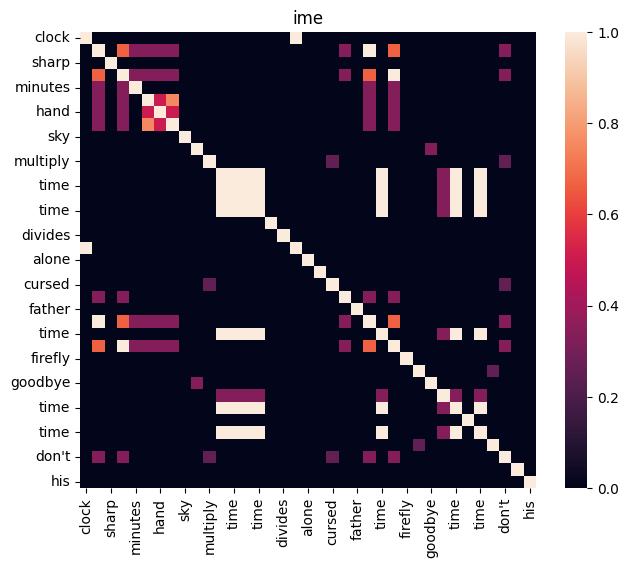 ime
clock
sharp
minutes
hand
sky
multiply
time
time
divides
alone
cursed
father
time
firefly
goodbye
time
time
don't
his
1.0
0.8
0.6
0.4
0.2
0.0
clock
sharp
minutes
hand
sky
multiply
time
time
divides
alone
cursed
father
time
firefly
goodbye
time
time
don't
his